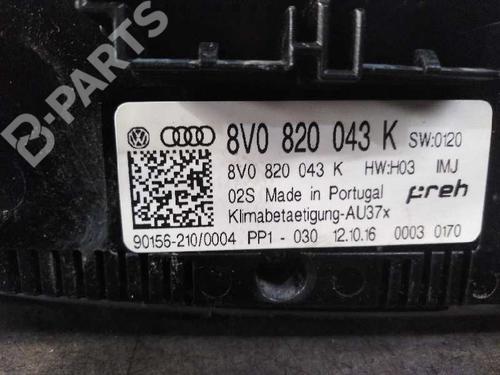 B-PARTS
8V0 820 043 K SW:0120
8V0 820 043 K HW:H03 IMJ
02S Made in Portugal preh
Klimabetaetigung-AU37x
90156-210/0004 PP1 - 030 12.10.16 0003 0170